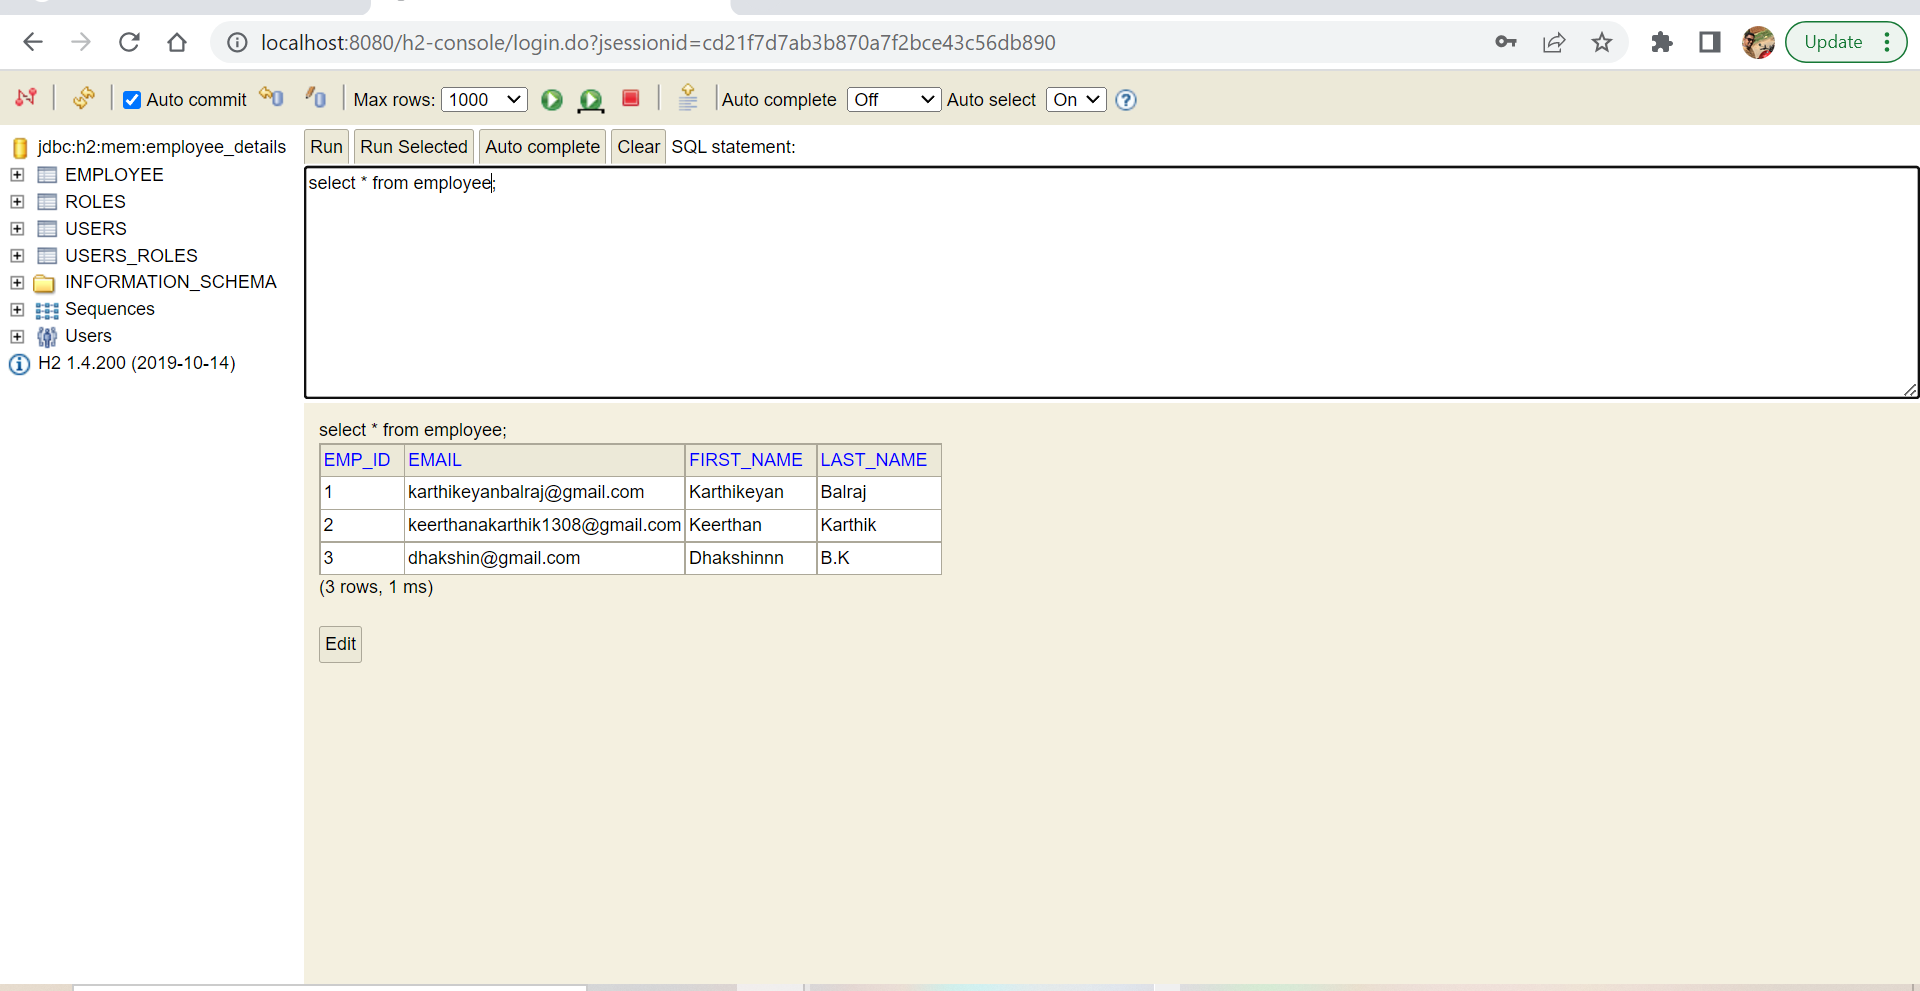 localhost:8080/h2-console/login.do?jsessionid=cd21f7d7ab3b870a7f2bce43c56db890
Update
Auto commit
Max rows: 1000
Auto complete Off
Auto select On
jdbc:h2:mem:employee_details
EMPLOYEE
ROLES
USERS
USERS_ROLES
INFORMATION_SCHEMA
Sequences
Users
H2 1.4.200 (2019-10-14)
Run Run Selected Auto complete Clear SQL statement:
select * from employee;
select * from employee;
EMP_ID EMAIL FIRST_NAME LAST_NAME
1 karthikeyanbalraj@gmail.com Karthikeyan Balraj
2 keerthanakarthik1308@gmail.com Keerthan Karthik
3 dhakshin@gmail.com Dhakshinnn B.K
(3 rows, 1 ms)
Edit